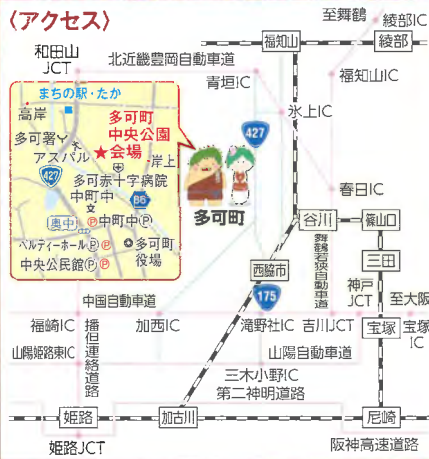 〈アクセス〉
至舞鶴
綾部IC
福知山
綾部
和田山
JCT
北近畿豊岡自動車道
青垣IC
福知山IC
氷上IC
まちの駅・たか
高岸
多可町
中央公園
★会場
多可署
アスパル
岸上
427
多可赤十字病院
427
中町中
86
奥中
Ⓟ中町中Ⓟ
ベルディーホールⓅⓅ
多可町
役場
中央公民館ⓅⓅ
多可町
春日IC
谷川
篠山口
舞鶴若狭自動車道
西脇市
三田
神戸
JCT
至大阪
175
中国自動車道
福崎IC
加西IC
滝野社IC
吉川JCT
宝塚
宝塚
IC
播但連絡道路
山陽姫路東IC
山陽自動車道
三木小野IC
第二神明道路
姫路
加古川
尼崎
姫路JCT
阪神高速道路